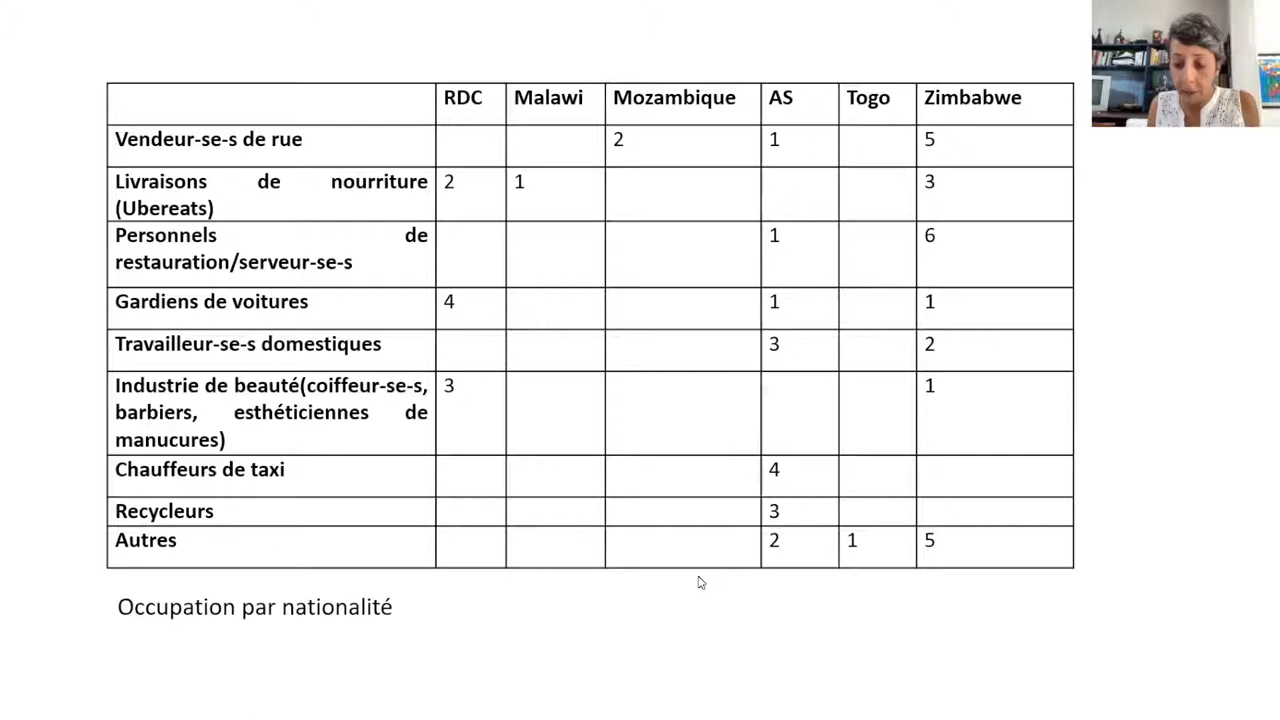 RDC Malawi Mozambique AS Togo Zimbabwe
Vendeur-se-s de rue 2 1 5
Livraisons de nourriture 2 1 3
(Ubereats)
Personnels de 1 6
restauration/serveur-se-s
Gardiens de voitures 4 1 1
Travailleur-se-s domestiques 3 2
Industrie de beauté(coiffeur-se-s, 3 1
barbiers, esthéticiennes de
manucures)
Chauffeurs de taxi 4
Recycleurs 3
Autres 2 1 5
Occupation par nationalité